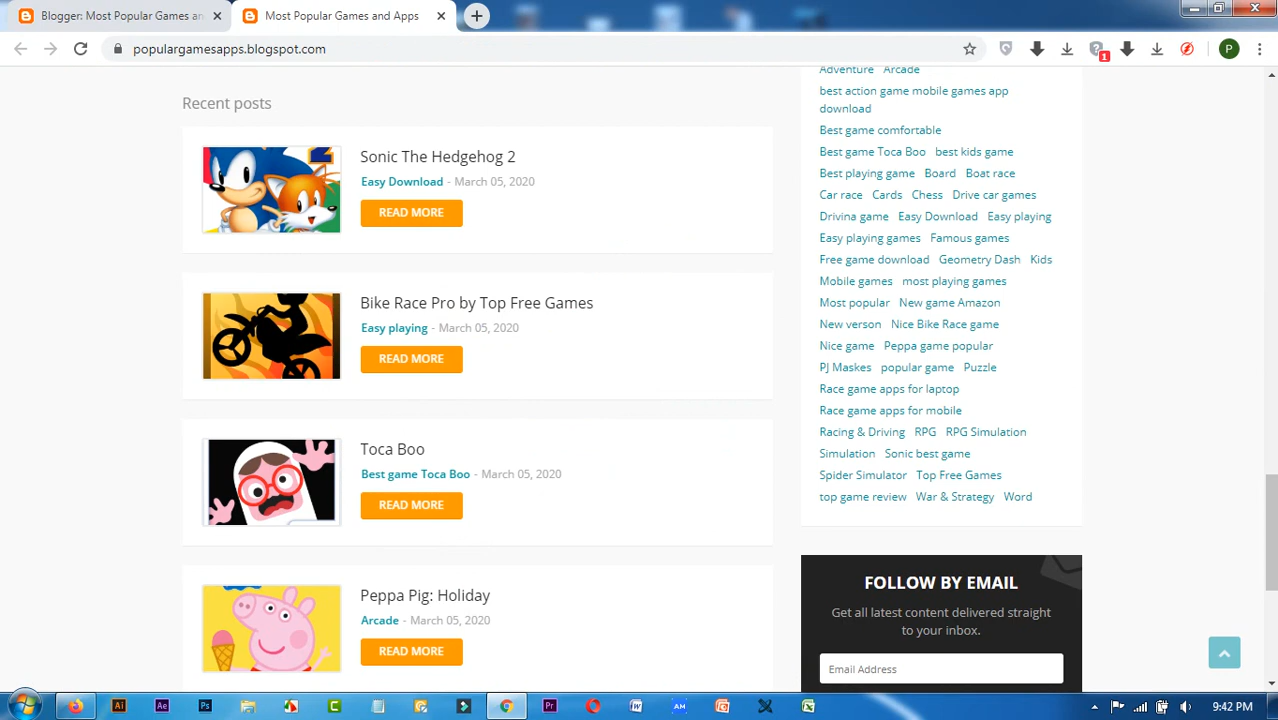 Blogger: Most Popular Games an
Most Popular Games and Apps
populargamesapps.blogspot.com
P
1
Recent posts
Sonic The Hedgehog 2
Easy Download - March 05, 2020
READ MORE
Bike Race Pro by Top Free Games
Easy playing - March 05, 2020
READ MORE
Toca Boo
Best game Toca Boo - March 05, 2020
READ MORE
Peppa Pig: Holiday
Arcade - March 05, 2020
READ MORE
Adventure Arcade
best action game mobile games app
download
Best game comfortable
Best game Toca Boo best kids game
Best playing game Board Boat race
Car race Cards Chess Drive car games
Drivina game Easy Download Easy playing
Easy playing games Famous games
Free game download Geometry Dash Kids
Mobile games most playing games
Most popular New game Amazon
New verson Nice Bike Race game
Nice game Peppa game popular
PJ Maskes popular game Puzzle
Race game apps for laptop
Race game apps for mobile
Racing & Driving RPG RPG Simulation
Simulation Sonic best game
Spider Simulator Top Free Games
top game review War & Strategy Word
FOLLOW BY EMAIL
Get all latest content delivered straight
to your inbox.
Email Address
Ai Ae Ps C Pr W AM
9:42 PM